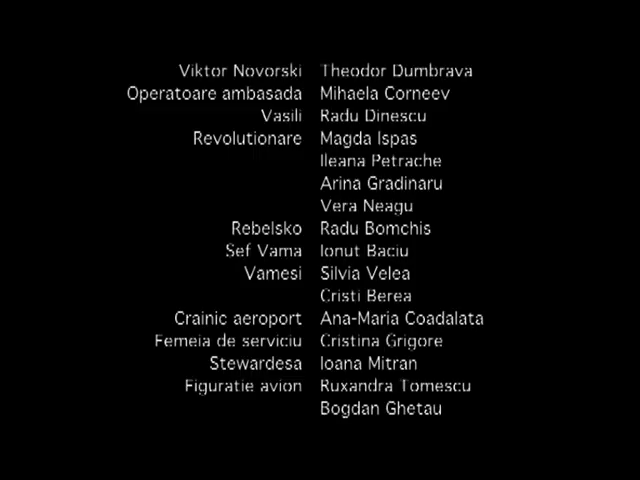 Viktor Novorski Theodor Dumbrava
Operatoare ambasada Mihaela Corneev
Vasili Radu Dinescu
Revolutionare Magda Ispas
Ileana Petrache
Arina Gradinaru
Vera Neagu
Rebelsko Radu Bomchis
Sef Vama Ionut Baciu
Vamesi Silvia Velea
Cristi Berea
Crainic aeroport Ana-Maria Coadalata
Femeia de serviciu Cristina Grigore
Stewardesa Ioana Mitran
Figuratie avion Ruxandra Tomescu
Bogdan Ghetau